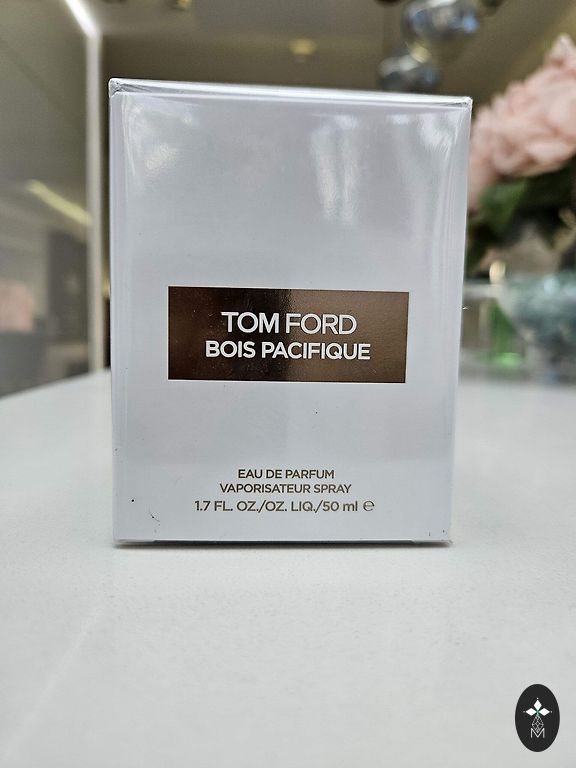 TOM FORD
BOIS PACIFIQUE
EAU DE PARFUM
VAPORISATEUR SPRAY
1.7 FL. OZ./OZ. LIQ./50 ml ℮
M